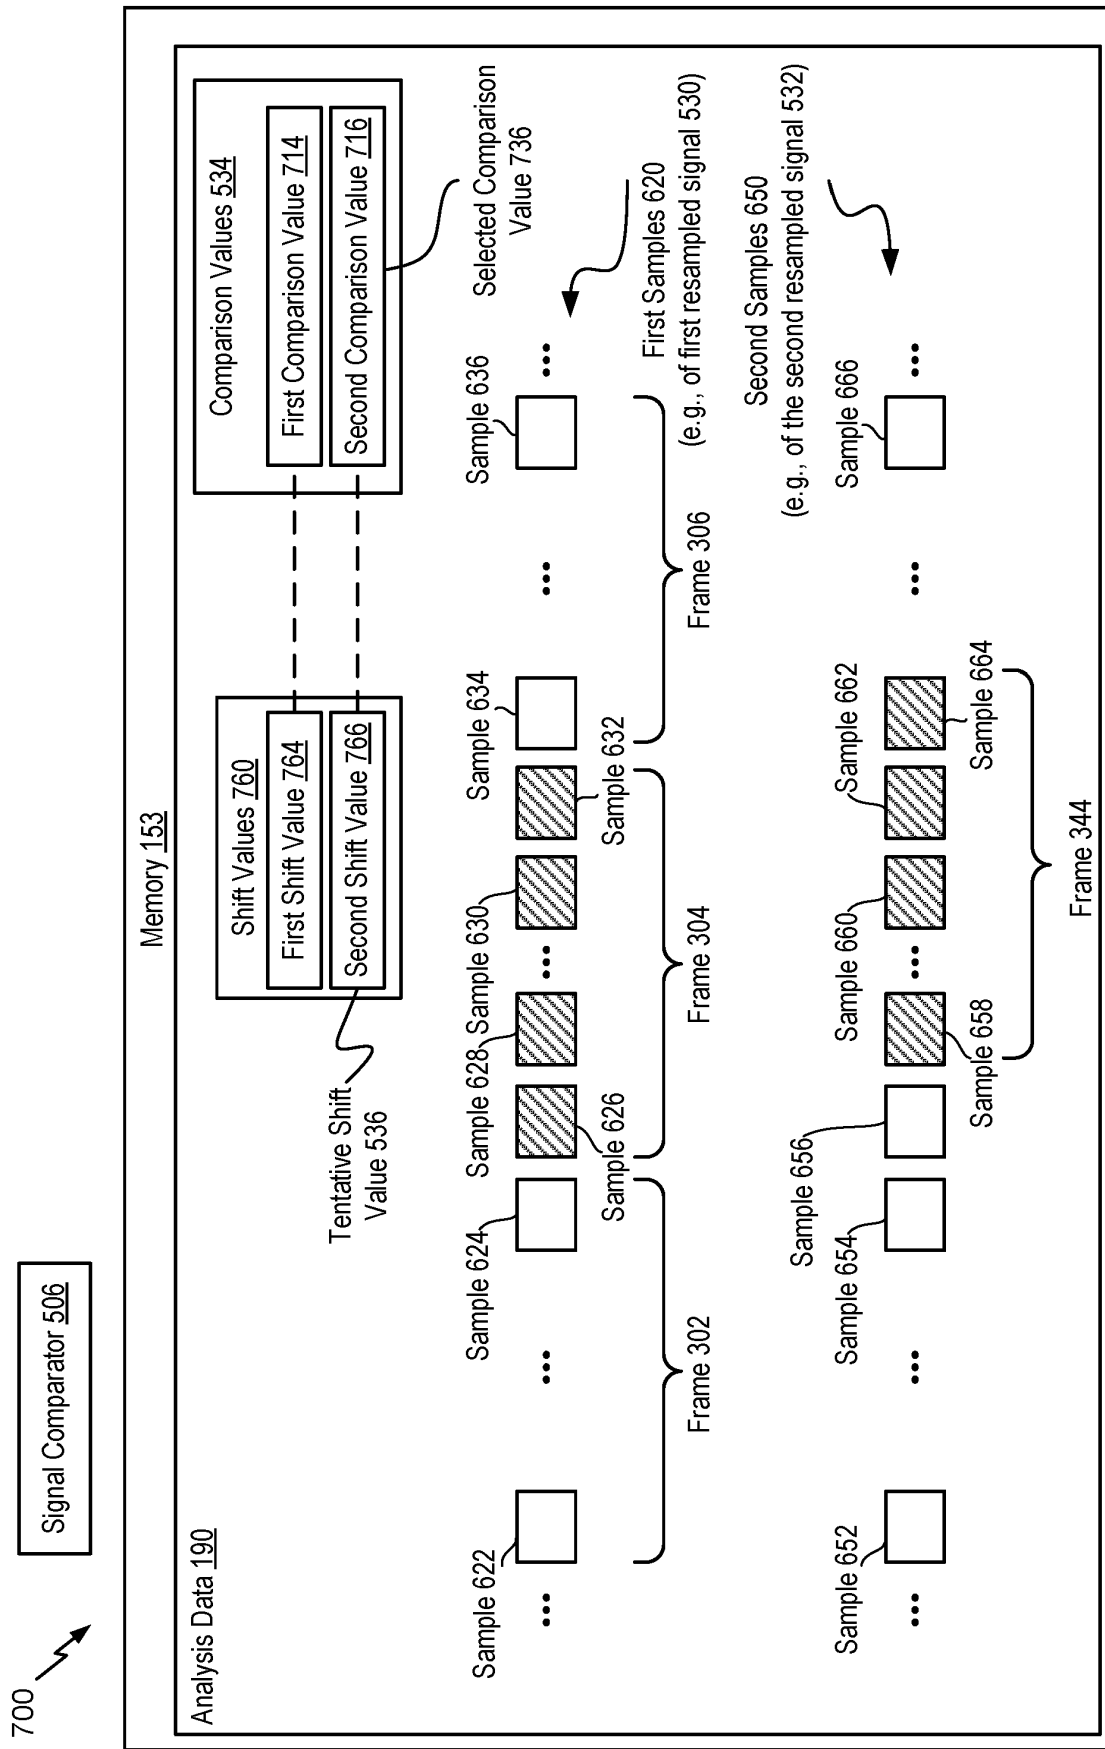 700
Signal Comparator 506
Memory 153
Analysis Data 190
Shift Values 760
First Shift Value 764
Second Shift Value 766
Tentative Shift
Value 536
Comparison Values 534
First Comparison Value 714
Second Comparison Value 716
Selected Comparison
Value 736
Sample 622
Sample 624
Sample 626
Sample 628
Sample 630
Sample 632
Sample 634
Sample 636
...
...
...
...
...
Frame 302
Frame 304
Frame 306
First Samples 620
(e.g., of first resampled signal 530)
Second Samples 650
(e.g., of the second resampled signal 532)
Sample 652
Sample 654
Sample 656
Sample 658
Sample 660
Sample 662
Sample 664
Sample 666
...
...
...
...
...
Frame 344